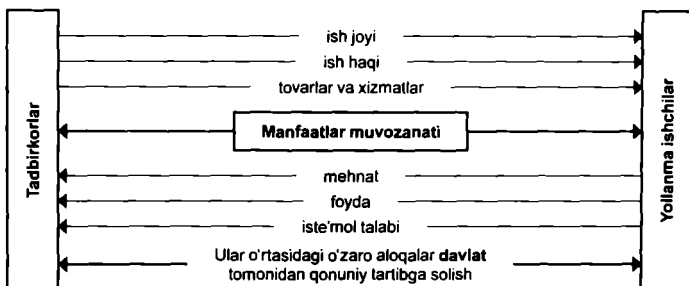 Tadbirkorlar
ish joyi
ish haqi
tovarlar va xizmatlar
Manfaatlar muvozanati
mehnat
foyda
iste'mol talabi
Ular o'rtasidagi o'zaro aloqalar davlat
tomonidan qonuniy tartibga solish
Yollanma ishchilar